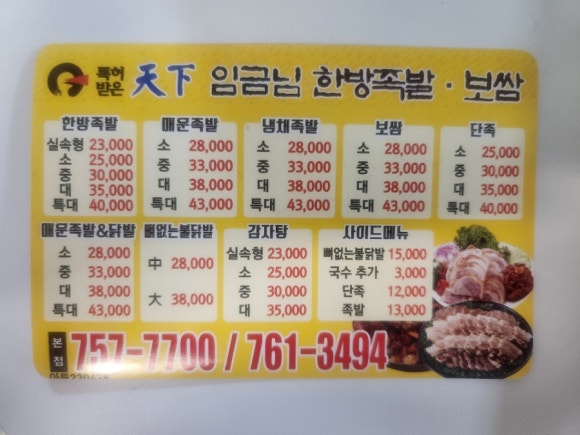 특허 받은 天下 임금님 한방족발 · 보쌈
한방족발
실속형 23,000
소 25,000
중 30,000
대 35,000
특대 40,000
매운족발
소 28,000
중 33,000
대 38,000
특대 43,000
냉채족발
소 28,000
중 33,000
대 38,000
특대 43,000
보쌈
소 28,000
중 33,000
대 38,000
특대 43,000
단족
소 25,000
중 30,000
대 35,000
특대 40,000
매운족발&닭발
소 28,000
중 33,000
대 38,000
특대 43,000
뼈없는불닭발
中 28,000
大 38,000
감자탕
실속형 23,000
소 25,000
중 30,000
대 35,000
사이드메뉴
뼈없는불닭발 15,000
국수 추가 3,000
단족 12,000
족발 13,000
본점 757-7700 / 761-3494